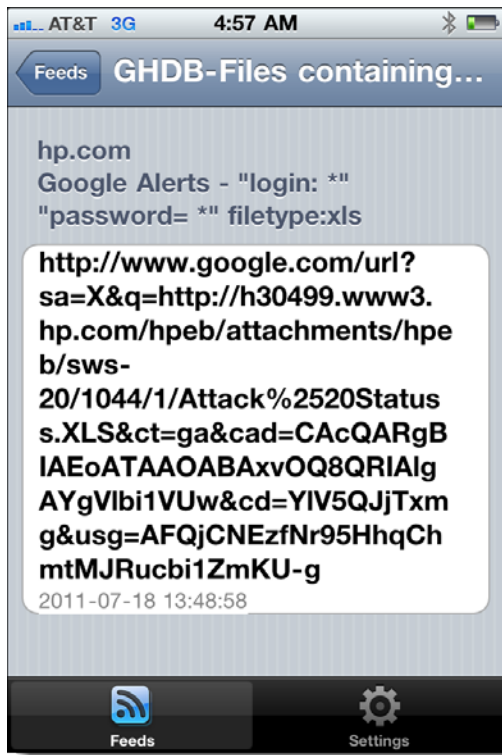 AT&T 3G 4:57 AM
Feeds GHDB-Files containing...
hp.com
Google Alerts - "login: *"
"password= *" filetype:xls
http://www.google.com/url?
sa=X&q=http://h30499.www3.
hp.com/hpeb/attachments/hpe
b/sws-
20/1044/1/Attack%2520Status
s.XLS&ct=ga&cad=CAcQARgB
IAEoATAAOABAxvOQ8QRIAlg
AYgVlbi1VUw&cd=YlV5QJjTxm
g&usg=AFQjCNEzfNr95HhqCh
mtMJRucbi1ZmKU-g
2011-07-18 13:48:58
Feeds Settings